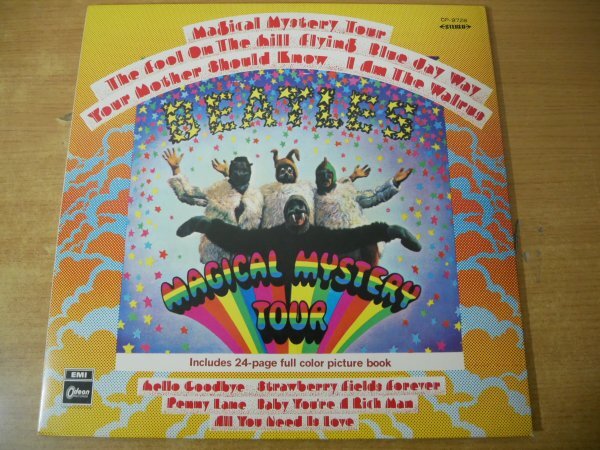 Magical Mystery Tour
OP-9728
STEREO
The Fool On The Hill Flying Blue Jay Way
Your Mother Should Know I Am The Walrus
BEATLES
MAGICAL MYSTERY
TOUR
Includes 24-page full color picture book
EMI
Odeon
Hello Goodbye Strawberry Fields Forever
Penny Lane Baby You're A Rich Man
All You Need Is Love